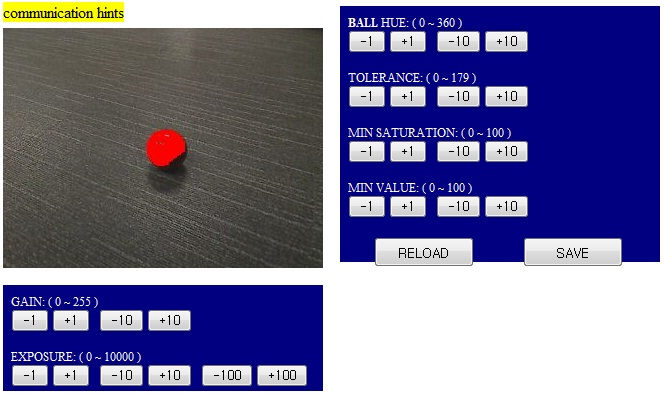 communication hints
BALL HUE: ( 0 ~ 360 )
-1 +1 -10 +10
TOLERANCE: ( 0 ~ 179 )
-1 +1 -10 +10
MIN SATURATION: ( 0 ~ 100 )
-1 +1 -10 +10
MIN VALUE: ( 0 ~ 100 )
-1 +1 -10 +10
RELOAD SAVE
GAIN: ( 0 ~ 255 )
-1 +1 -10 +10
EXPOSURE: ( 0 ~ 10000 )
-1 +1 -10 +10 -100 +100